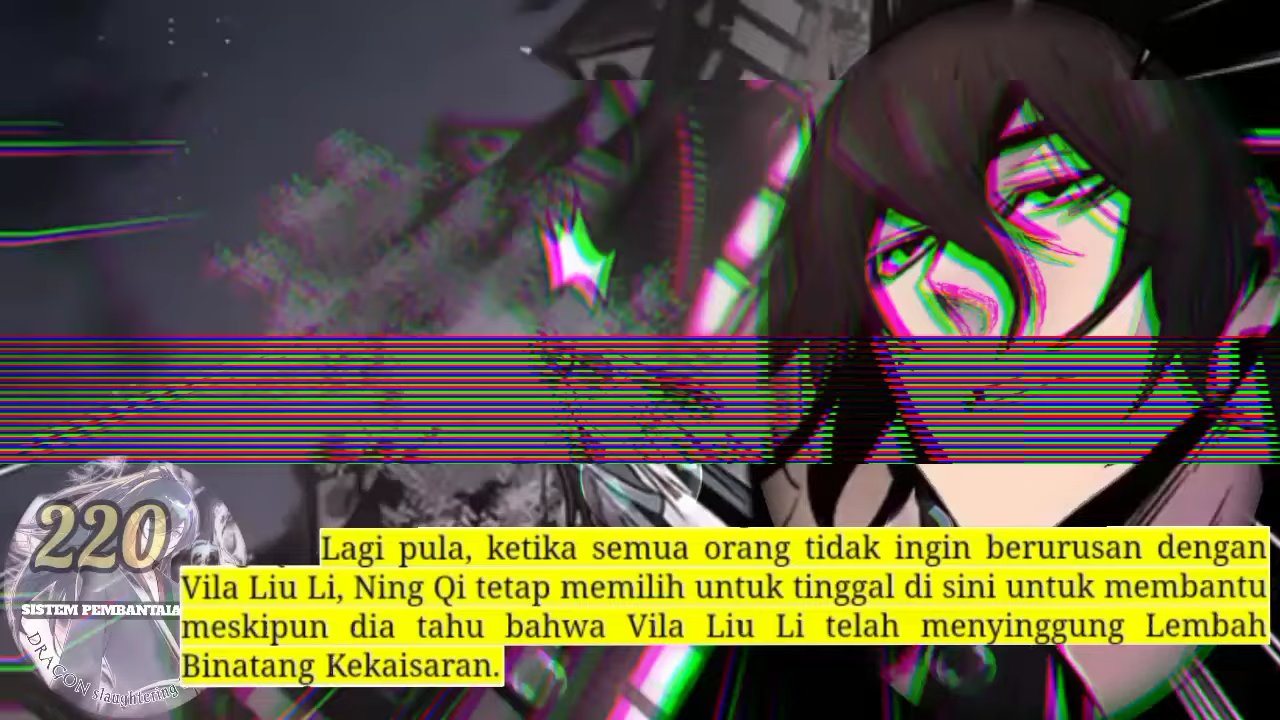 220
SISTEM PEMBANTAIA
DRAGON slaughtering
Lagi pula, ketika semua orang tidak ingin berurusan dengan
Vila Liu Li, Ning Qi tetap memilih untuk tinggal di sini untuk membantu
meskipun dia tahu bahwa Vila Liu Li telah menyinggung Lembah
Binatang Kekaisaran.